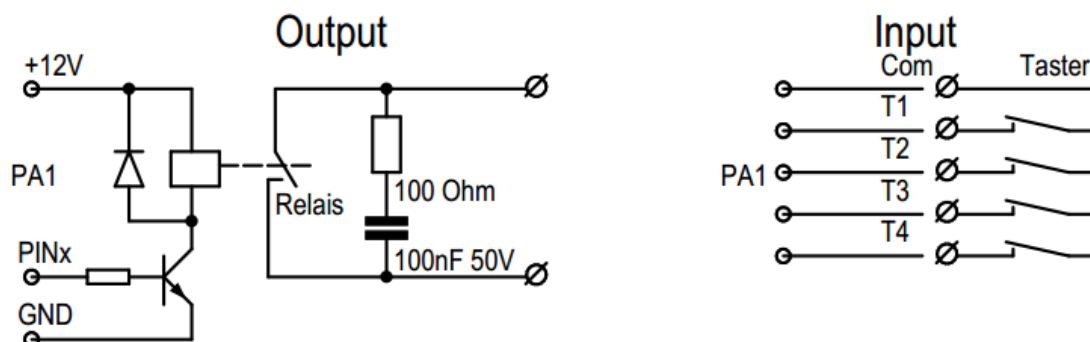 Output
+12V
PA1
Relais
100 Ohm
PINx
100nF 50V
GND
Input
Com
Taster
T1
T2
PA1
T3
T4